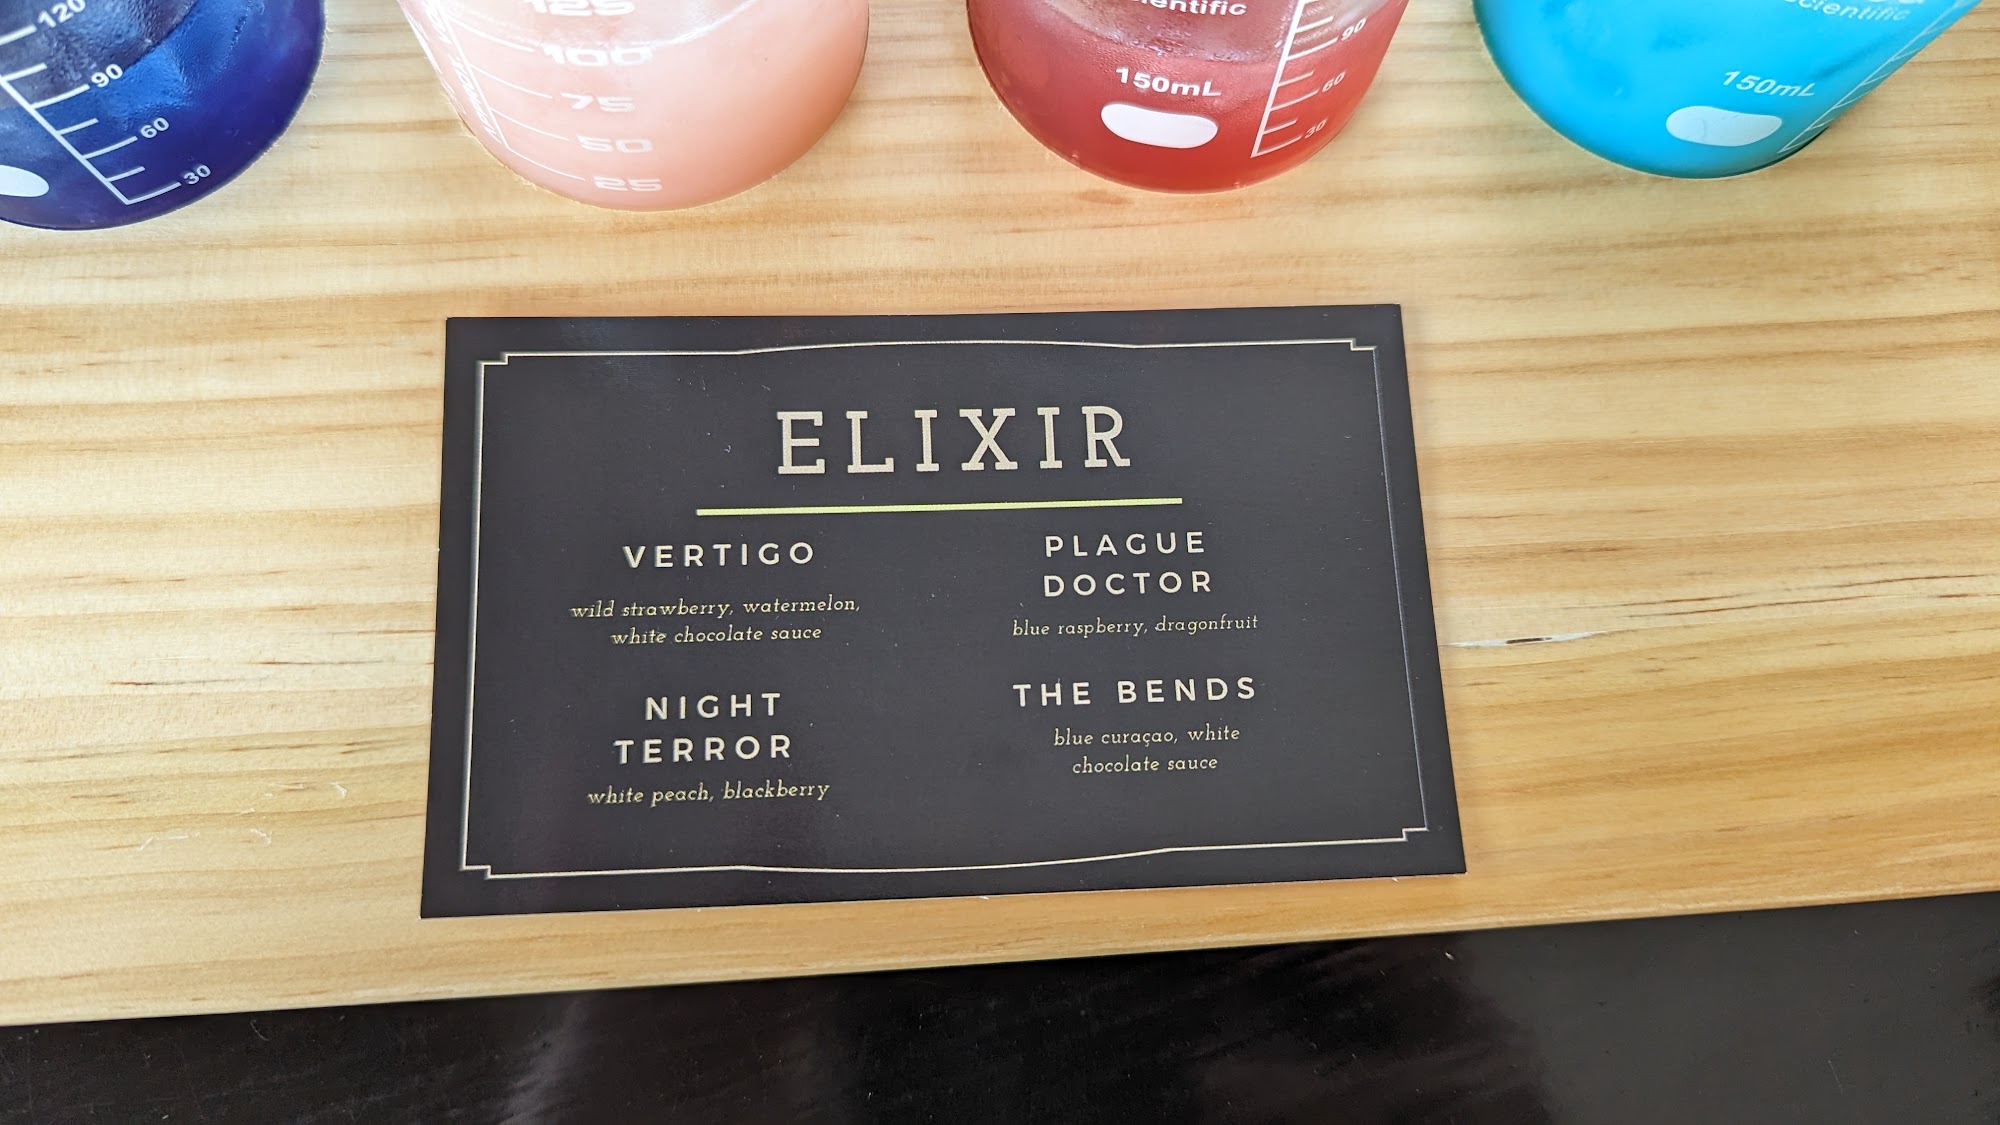 120
90
60
30
125
100
75
50
25
150mL
90
60
30
Scientific
150mL
ELIXIR
VERTIGO
wild strawberry, watermelon,
white chocolate sauce
NIGHT
TERROR
white peach, blackberry
PLAGUE
DOCTOR
blue raspberry, dragonfruit
THE BENDS
blue curaçao, white
chocolate sauce